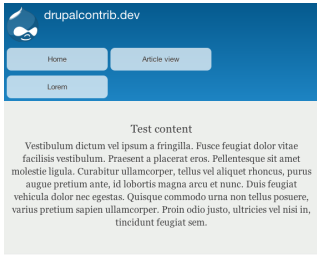 drupalcontrib.dev
Home
Article view
Lorem
Test content
Vestibulum dictum vel ipsum a fringilla. Fusce feugiat dolor vitae
facilisis vestibulum. Praesent a placerat eros. Pellentesque sit amet
molestie ligula. Curabitur ullamcorper, tellus vel aliquet rhoncus, purus
augue pretium ante, id lobortis magna arcu et nunc. Duis feugiat
vehicula dolor nec egestas. Quisque commodo urna non tellus posuere,
varius pretium sapien ullamcorper. Proin odio justo, ultricies vel nisi in,
tincidunt feugiat sem.